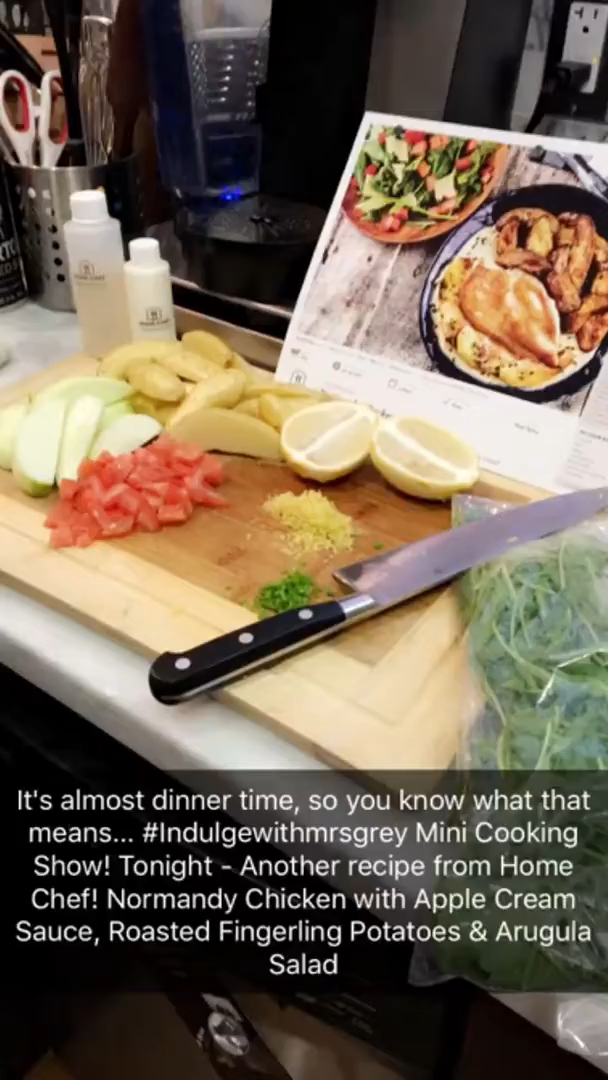 It's almost dinner time, so you know what that
means... #Indulgewithmrsgrey Mini Cooking
Show! Tonight - Another recipe from Home
Chef! Normandy Chicken with Apple Cream
Sauce, Roasted Fingerling Potatoes & Arugula
Salad